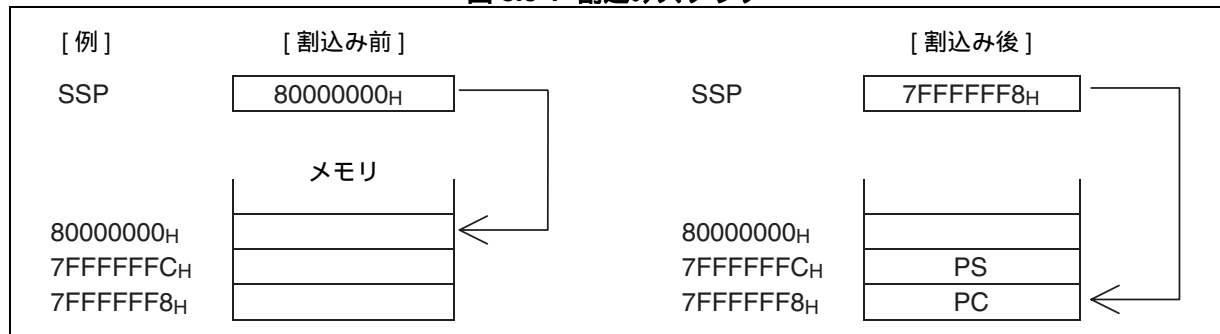 [ 例 ] [ 割込み前 ] [ 割込み後 ]
SSP 80000000H SSP 7FFFFFF8H
メモリ
80000000H 80000000H
7FFFFFFCH 7FFFFFFCH PS
7FFFFFF8H 7FFFFFF8H PC